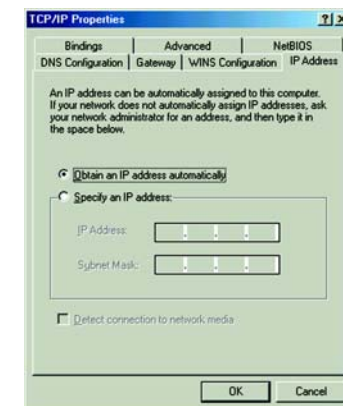 TCP/IP Properties
Bindings Advanced NetBIOS
DNS Configuration Gateway WINS Configuration IP Address
An IP address can be automatically assigned to this computer.
If your network does not automatically assign IP addresses, ask
your network administrator for an address, and then type it in
the space below.
Obtain an IP address automatically
Specify an IP address:
IP Address:
Subnet Mask:
Detect connection to network media
OK Cancel